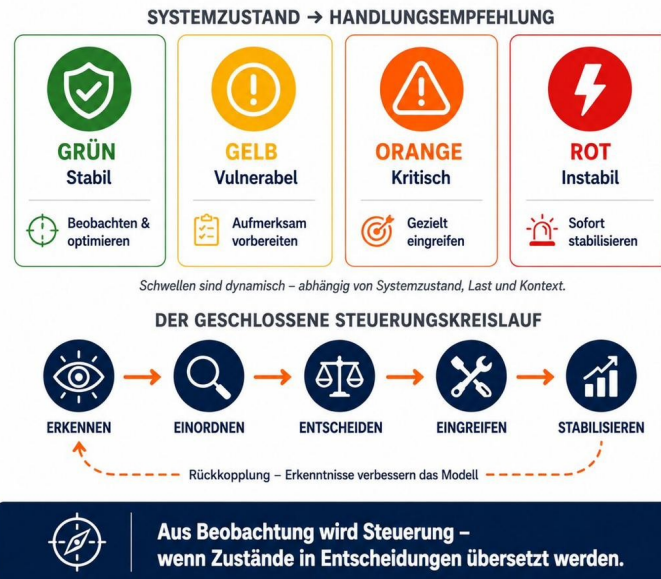 SYSTEMZUSTAND → HANDLUNGSEMPFEHLUNG
GRÜN
Stabil
Beobachten &
optimieren
GELB
Vulnerabel
Aufmerksam
vorbereiten
ORANGE
Kritisch
Gezielt
eingreifen
ROT
Instabil
Sofort
stabilisieren
Schwellen sind dynamisch – abhängig von Systemzustand, Last und Kontext.
DER GESCHLOSSENE STEUERUNGSKREISLAUF
ERKENNEN
EINORDNEN
ENTSCHEIDEN
EINGREIFEN
STABILISIEREN
Rückkopplung – Erkenntnisse verbessern das Modell
Aus Beobachtung wird Steuerung –
wenn Zustände in Entscheidungen übersetzt werden.